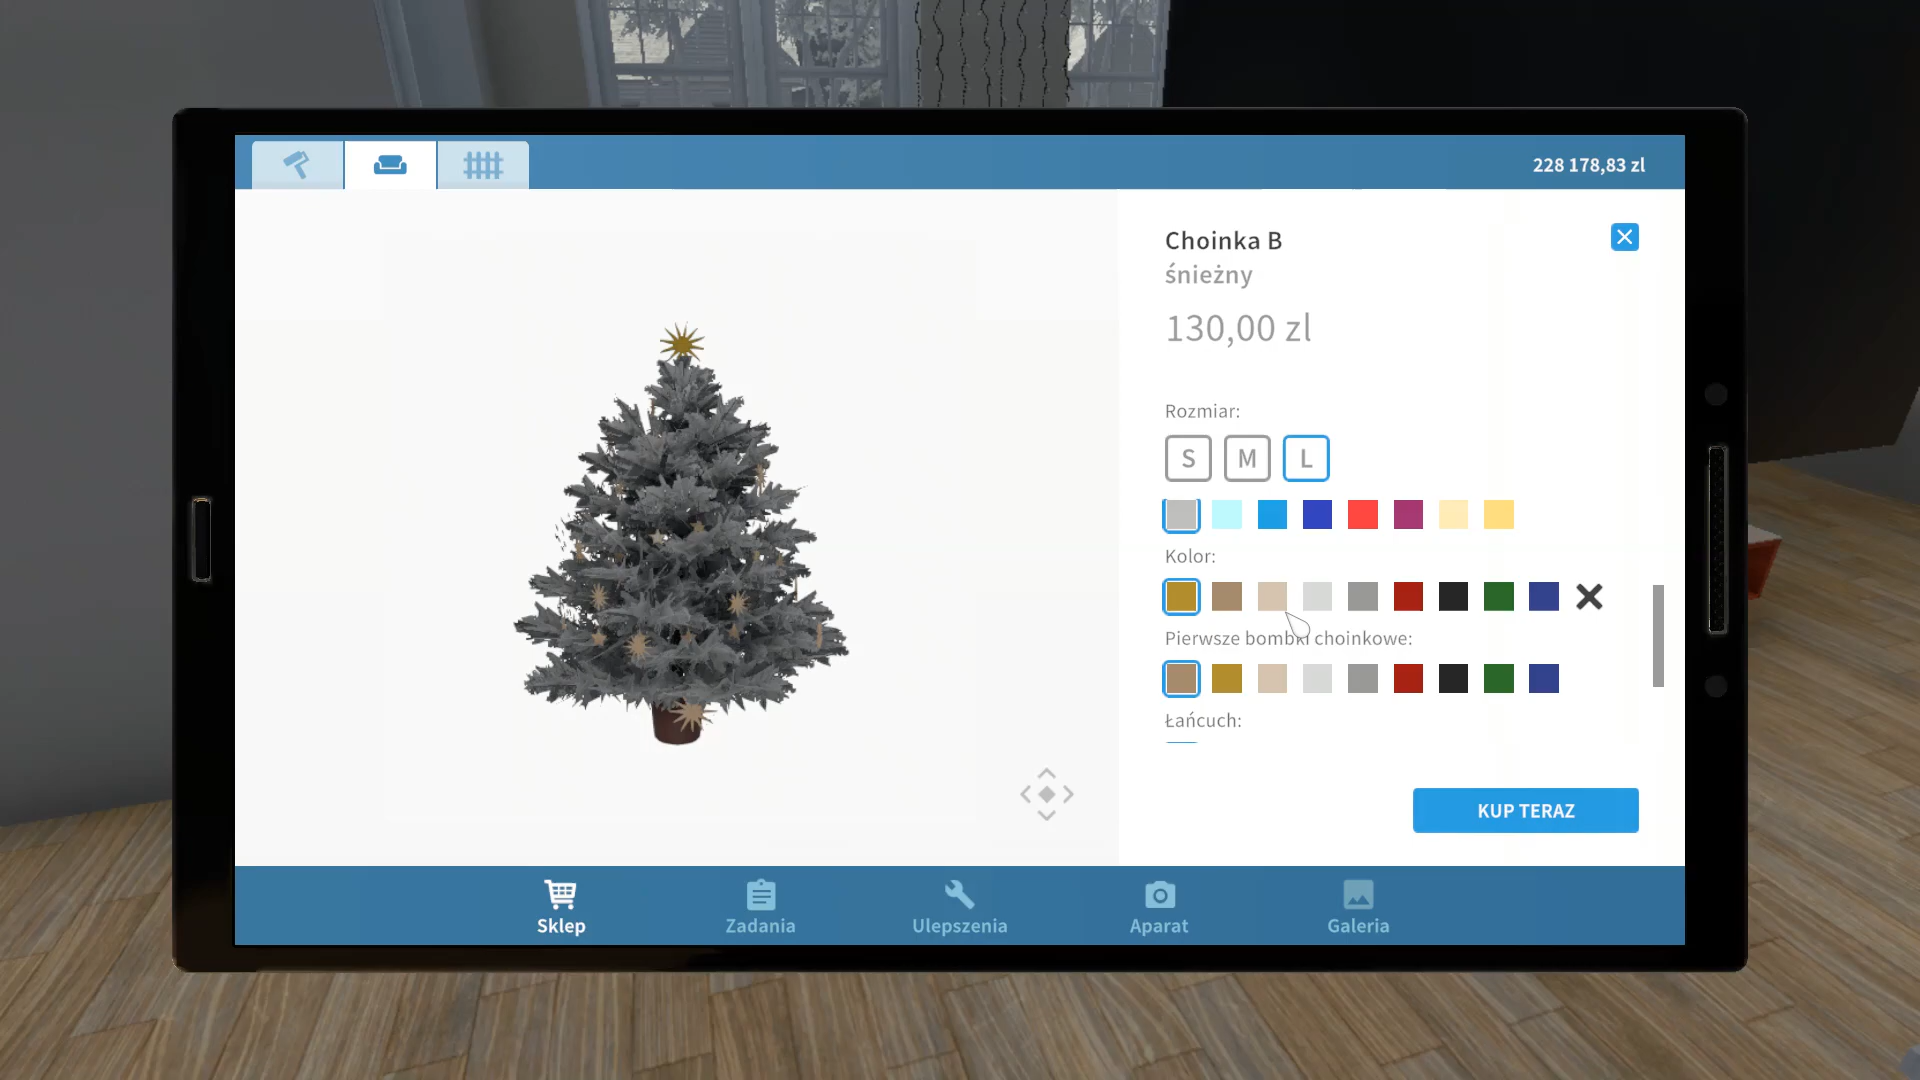 228 178,83 zl
Choinka B
śnieżny
130,00 zl
Rozmiar:
S M L
Kolor:
Pierwsze bombki choinkowe:
Łańcuch:
KUP TERAZ
Sklep Zadania Ulepszenia Aparat Galeria